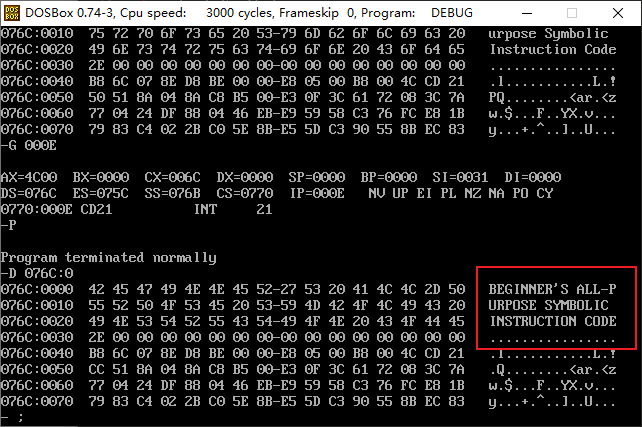 DOSBox 0.74-3, Cpu speed: 3000 cycles, Frameskip 0, Program: DEBUG
076C:0010 75 72 70 6F 73 65 20 53-79 6D 62 6F 6C 69 63 20 urpose Symbolic
076C:0020 49 6E 73 74 72 75 63 74-69 6F 6E 20 43 6F 64 65 Instruction Code
076C:0030 2E 00 00 00 00 00 00 00-00 00 00 00 00 00 00 00 ................
076C:0040 B8 6C 07 8E D8 BE 00 00-E8 05 00 B8 00 4C CD 21 .l...........L.!
076C:0050 50 51 8A 04 8A C8 B5 00-E3 0F 3C 61 72 08 3C 7A PQ........<ar.<z
076C:0060 77 04 24 DF 88 04 46 EB-E9 59 58 C3 76 FC E8 1B w.$...F..YX.v...
076C:0070 79 83 C4 02 2B C0 5E 8B-E5 5D C3 90 55 8B EC 83 y...+.^..]..U...
-G 000E
AX=4C00 BX=0000 CX=006C DX=0000 SP=0000 BP=0000 SI=0031 DI=0000
DS=076C ES=075C SS=076B CS=0770 IP=000E NV UP EI PL NZ NA PO CY
0770:000E CD21 INT 21
-P
Program terminated normally
-D 076C:0
076C:0000 42 45 47 49 4E 4E 45 52-27 53 20 41 4C 4C 2D 50 BEGINNER'S ALL-P
076C:0010 55 52 50 4F 53 45 20 53-59 4D 42 4F 4C 49 43 20 URPOSE SYMBOLIC
076C:0020 49 4E 53 54 52 55 43 54-49 4F 4E 20 43 4F 44 45 INSTRUCTION CODE
076C:0030 2E 00 00 00 00 00 00 00-00 00 00 00 00 00 00 00 ................
076C:0040 B8 6C 07 8E D8 BE 00 00-E8 05 00 B8 00 4C CD 21 .l...........L.!
076C:0050 CC 51 8A 04 8A C8 B5 00-E3 0F 3C 61 72 08 3C 7A .Q........<ar.<z
076C:0060 77 04 24 DF 88 04 46 EB-E9 59 58 C3 76 FC E8 1B w.$...F..YX.v...
076C:0070 79 83 C4 02 2B C0 5E 8B-E5 5D C3 90 55 8B EC 83 y...+.^..]..U...
- ;